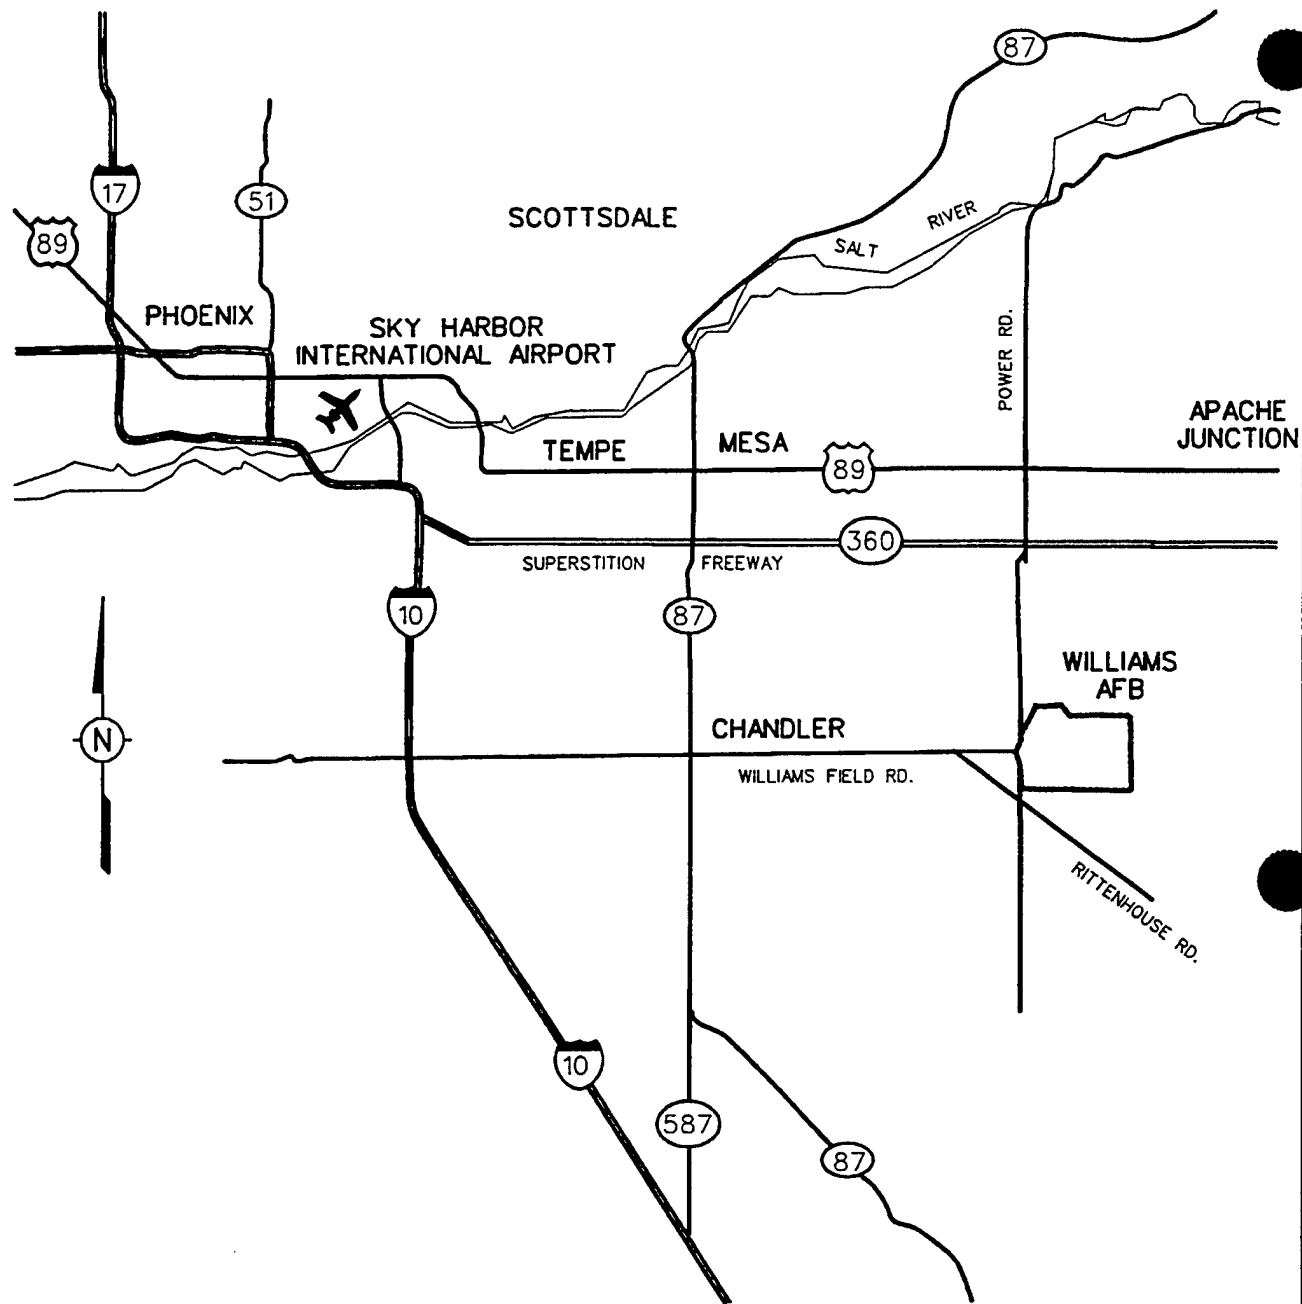 87
17
51
SCOTTSDALE
RIVER
SALT
89
PHOENIX
SKY HARBOR
INTERNATIONAL AIRPORT
POWER RD.
APACHE
JUNCTION
TEMPE
MESA
89
360
SUPERSTITION FREEWAY
10
87
WILLIAMS
AFB
N
CHANDLER
WILLIAMS FIELD RD.
RITTENHOUSE RD.
10
587
87